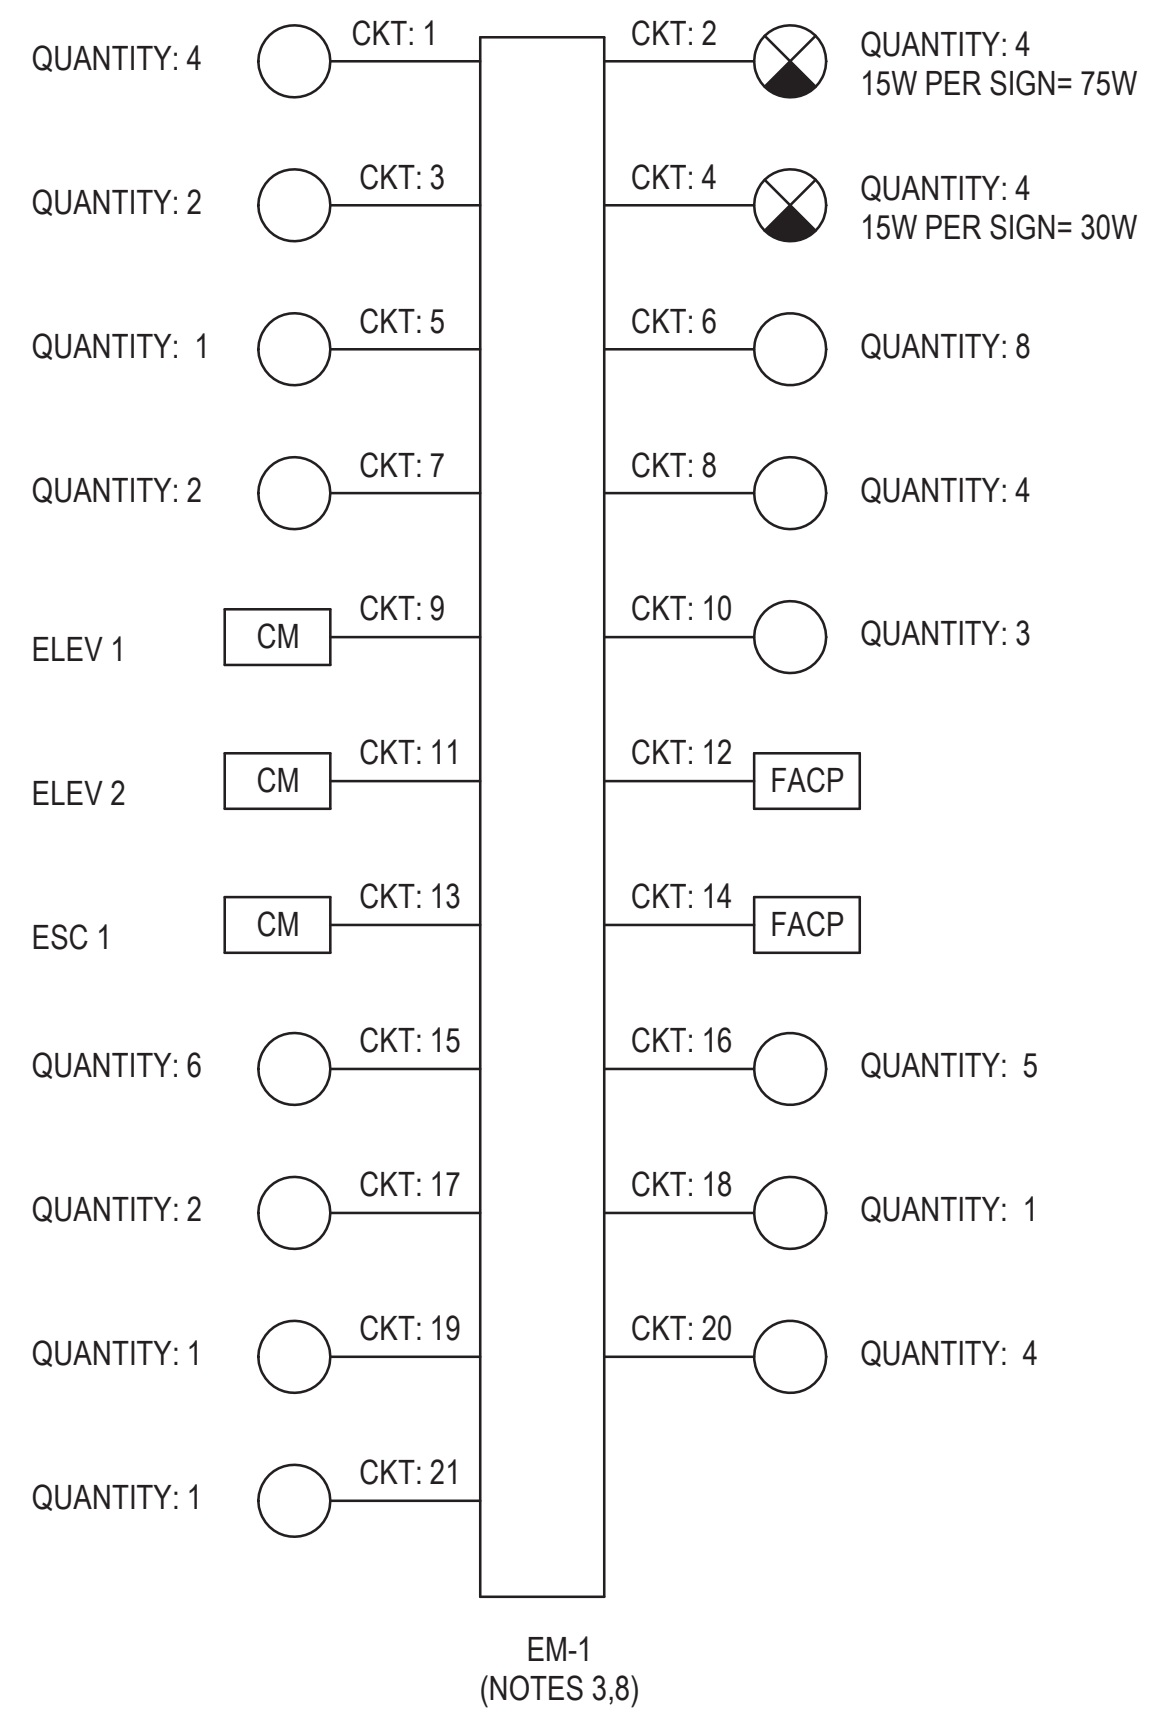 QUANTITY: 4
CKT: 1
CKT: 2
QUANTITY: 4
15W PER SIGN= 75W
QUANTITY: 2
CKT: 3
CKT: 4
QUANTITY: 4
15W PER SIGN= 30W
QUANTITY: 1
CKT: 5
CKT: 6
QUANTITY: 8
QUANTITY: 2
CKT: 7
CKT: 8
QUANTITY: 4
ELEV 1
CM
CKT: 9
CKT: 10
QUANTITY: 3
ELEV 2
CM
CKT: 11
CKT: 12
FACP
ESC 1
CM
CKT: 13
CKT: 14
FACP
QUANTITY: 6
CKT: 15
CKT: 16
QUANTITY: 5
QUANTITY: 2
CKT: 17
CKT: 18
QUANTITY: 1
QUANTITY: 1
CKT: 19
CKT: 20
QUANTITY: 4
QUANTITY: 1
CKT: 21
EM-1
(NOTES 3,8)